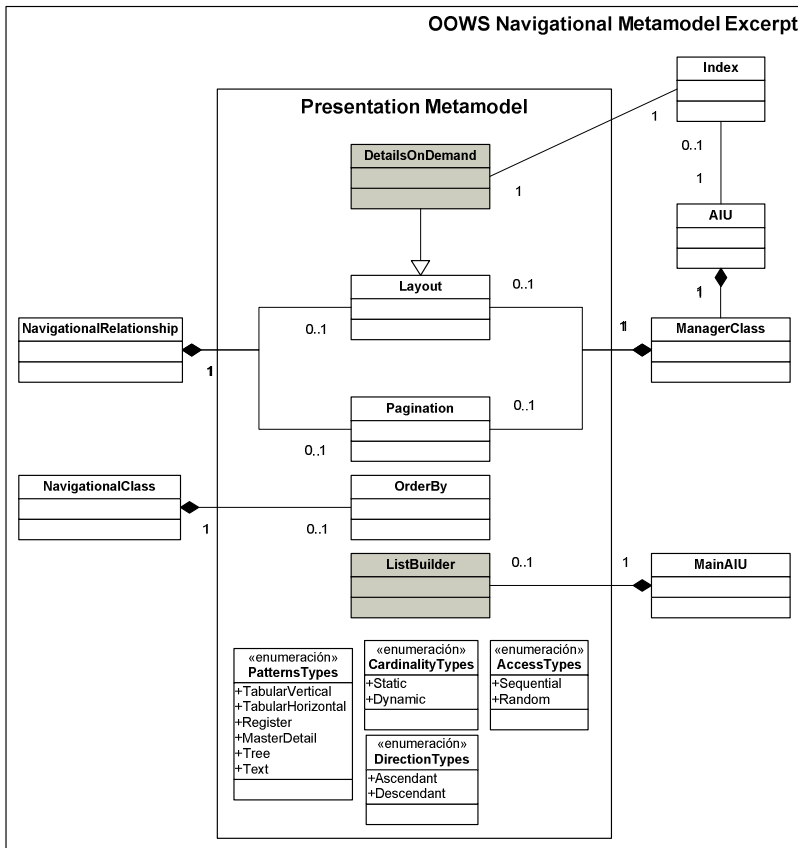 OOWS Navigational Metamodel Excerpt
Index
Presentation Metamodel
1
DetailsOnDemand
0..1
1
1
AIU
Layout
0..1
1
NavigationalRelationship
0..1
1
ManagerClass
1
Pagination
0..1
0..1
NavigationalClass
OrderBy
1
0..1
ListBuilder
0..1
1
MainAIU
«enumeración»
PatternsTypes
+TabularVertical
+TabularHorizontal
+Register
+MasterDetail
+Tree
+Text
«enumeración»
CardinalityTypes
+Static
+Dynamic
«enumeración»
AccessTypes
+Sequential
+Random
«enumeración»
DirectionTypes
+Ascendant
+Descendant